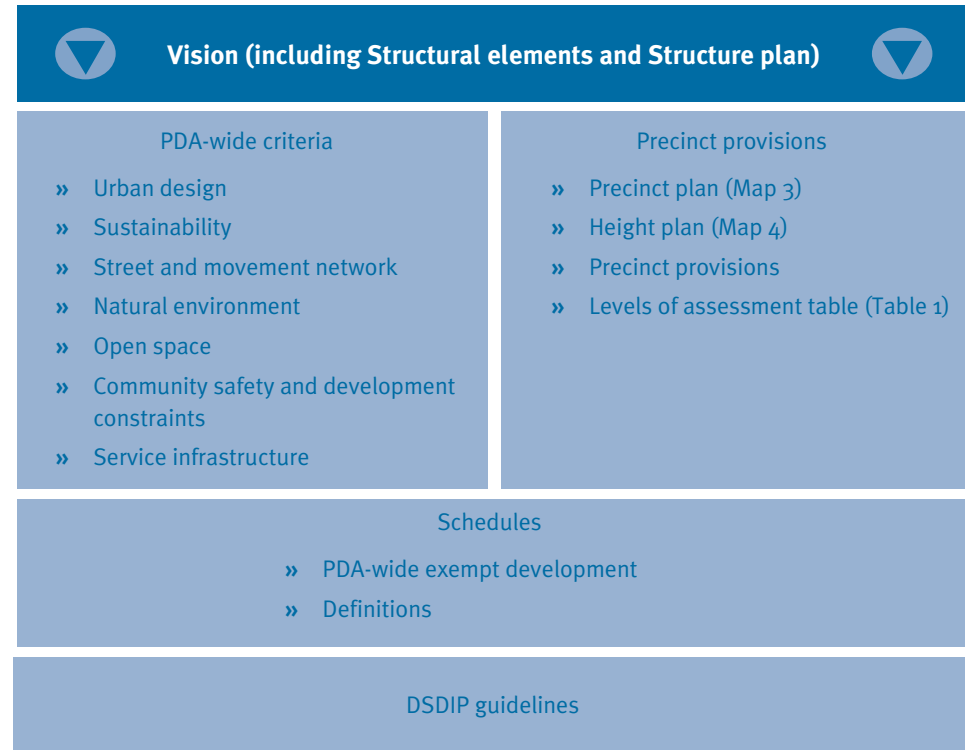 Vision (including Structural elements and Structure plan)
PDA-wide criteria
» Urban design
» Sustainability
» Street and movement network
» Natural environment
» Open space
» Community safety and development
constraints
» Service infrastructure
Precinct provisions
» Precinct plan (Map 3)
» Height plan (Map 4)
» Precinct provisions
» Levels of assessment table (Table 1)
Schedules
» PDA-wide exempt development
» Definitions
DSDIP guidelines